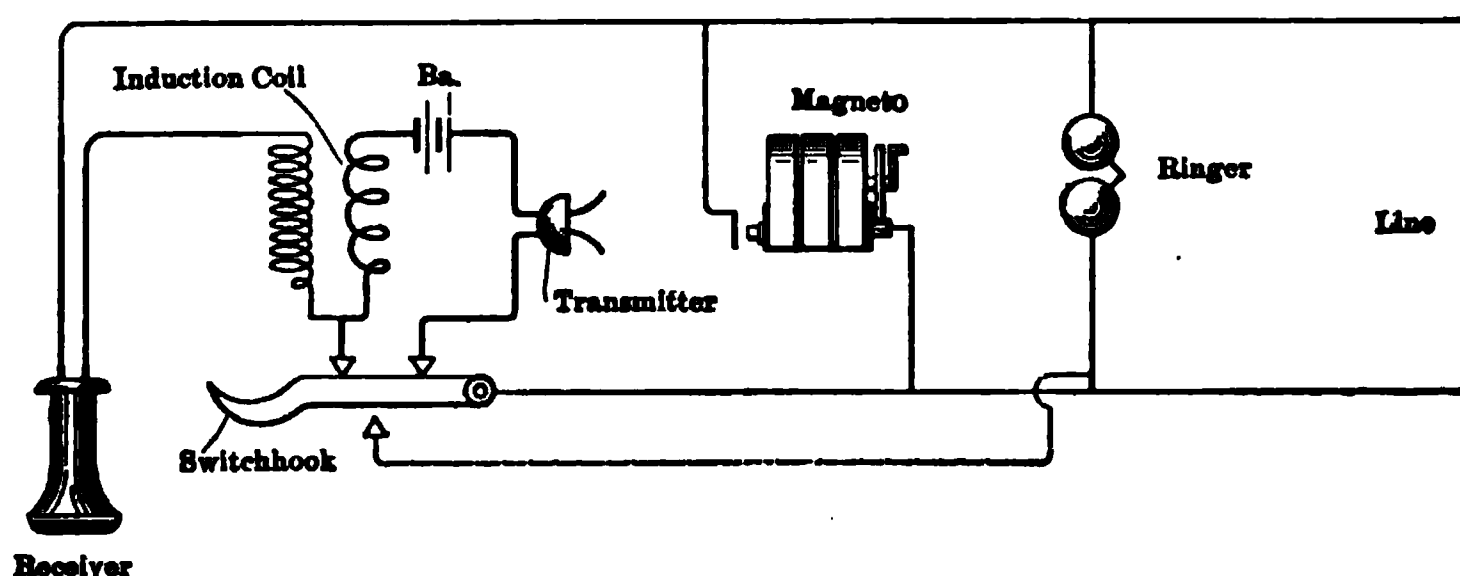 Induction Coil
Ba.
Magneto
Ringer
Line
Transmitter
Switchhook
Receiver